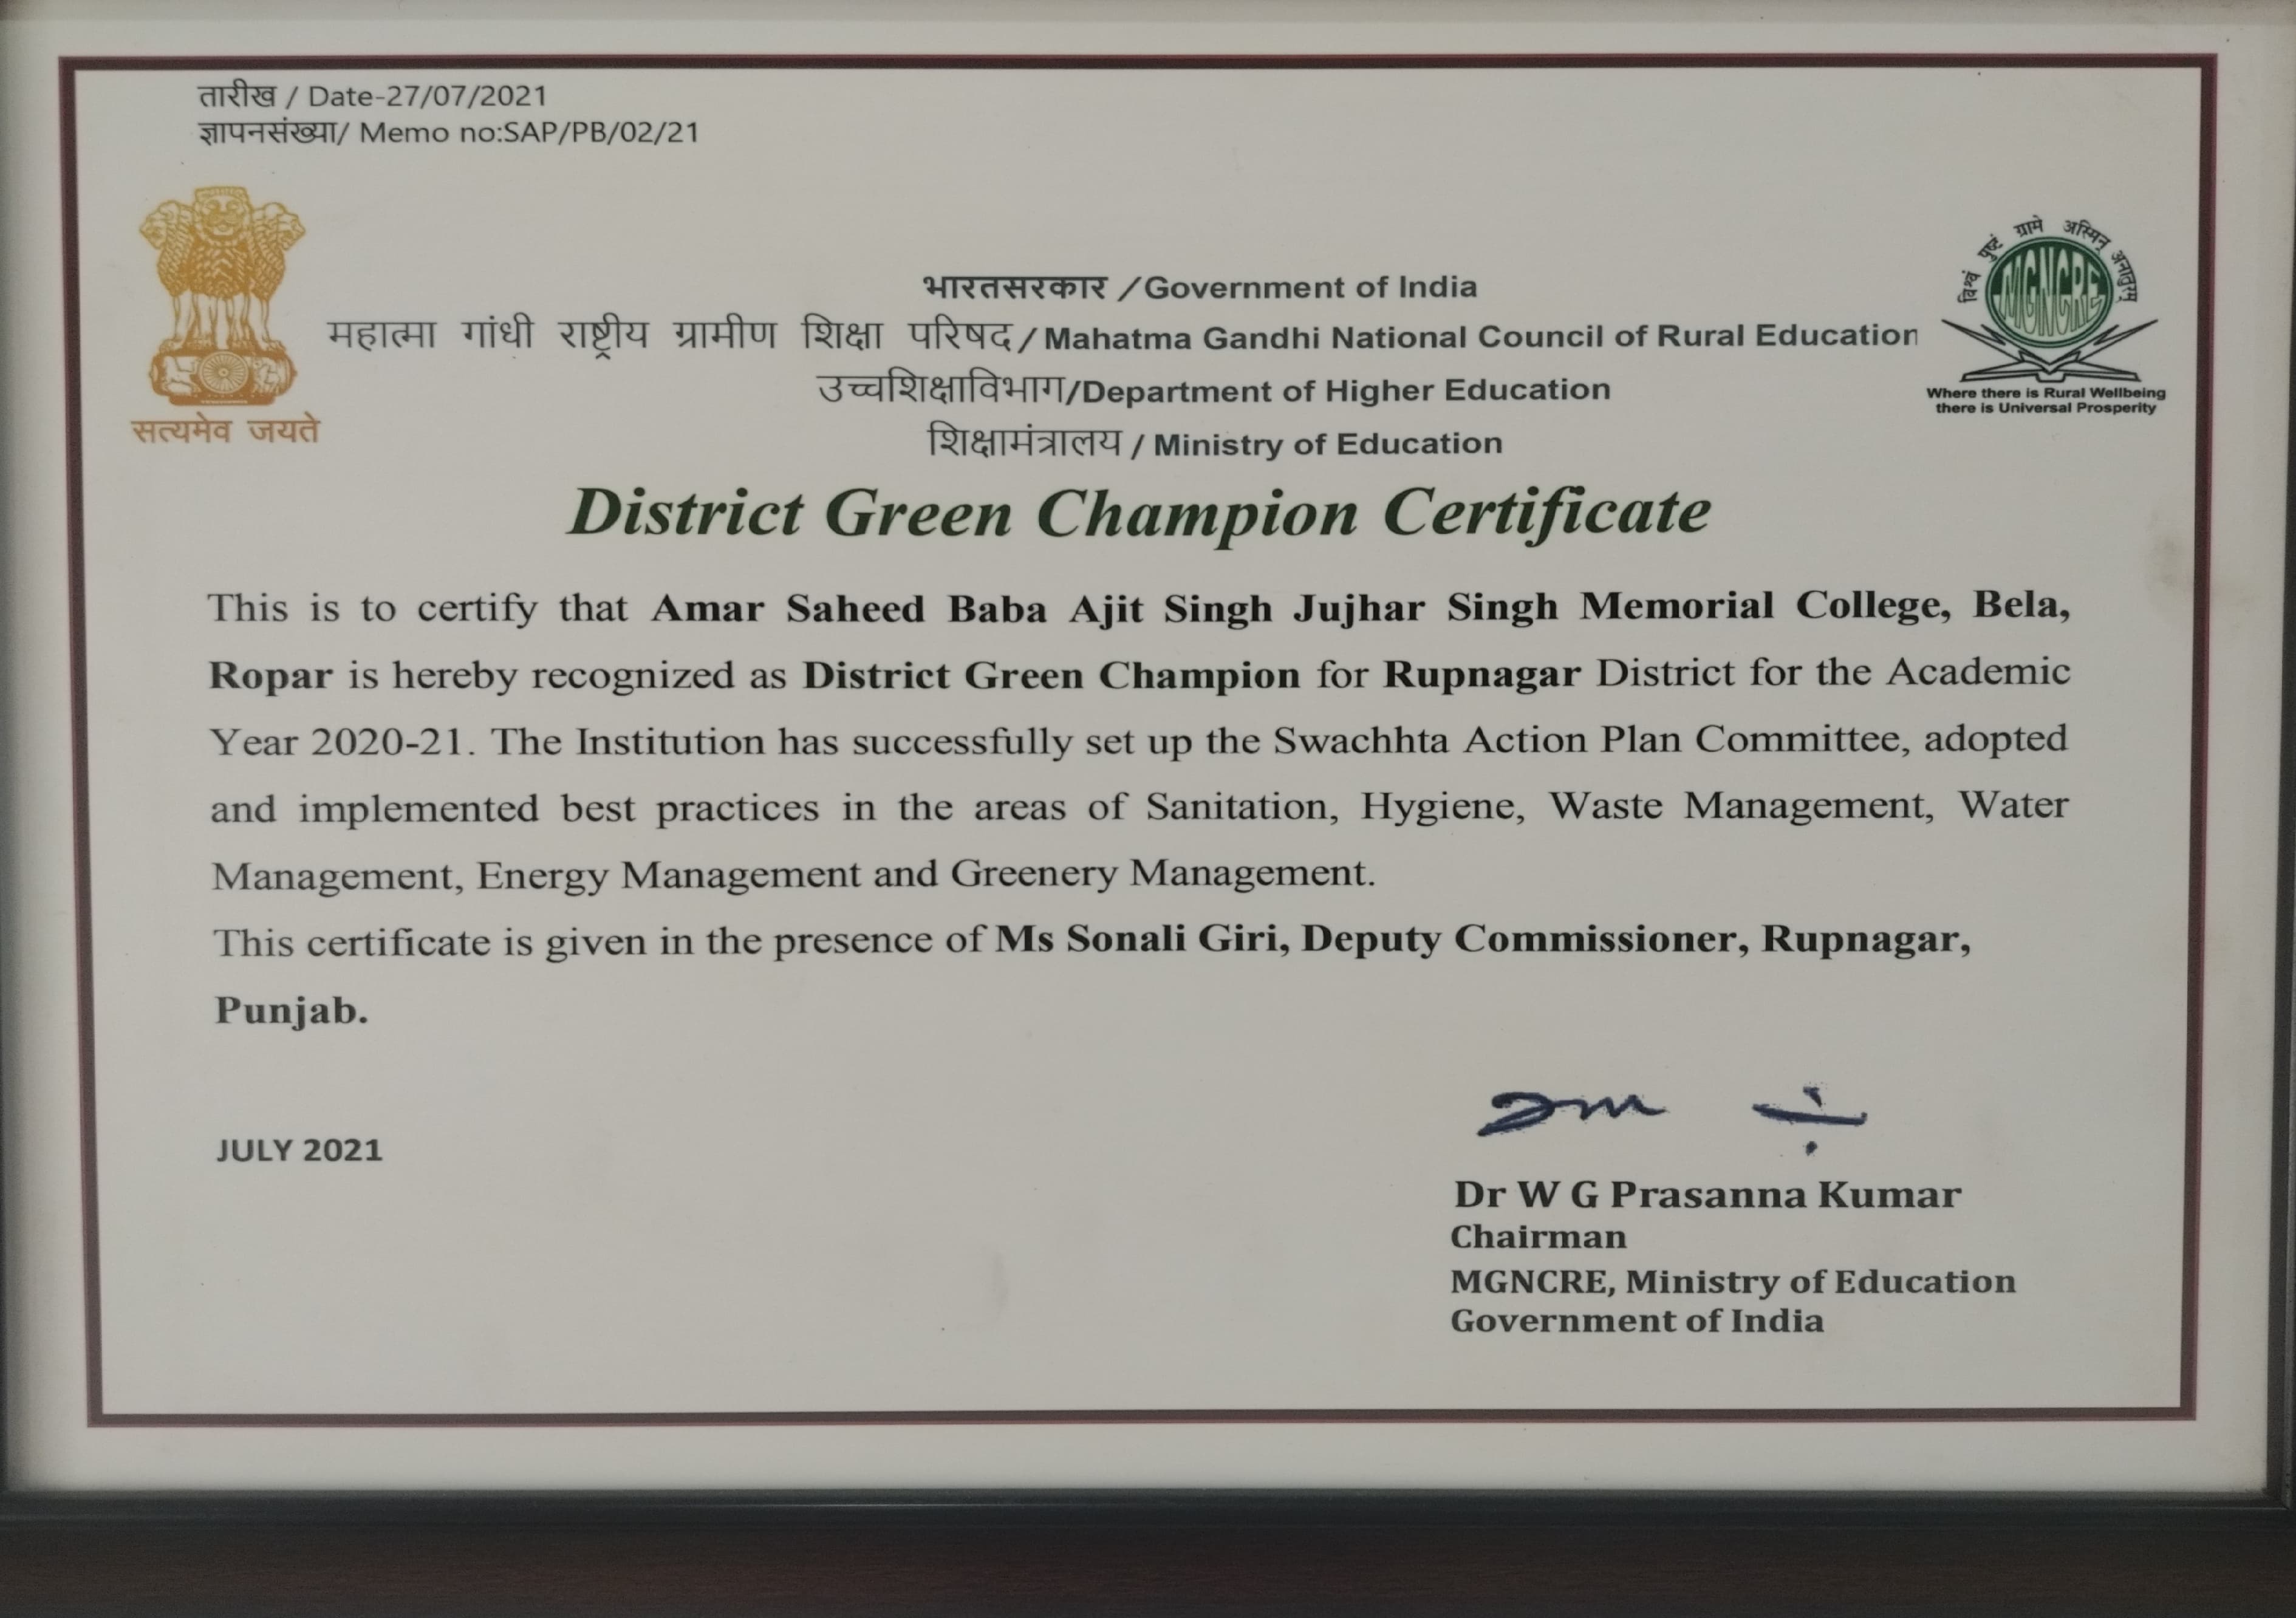 तारीख / Date-27/07/2021
ज्ञापनसंख्या/ Memo no:SAP/PB/02/21
सत्यमेव जयते
भारतसरकार /Government of India
महात्मा गांधी राष्ट्रीय ग्रामीण शिक्षा परिषद/ Mahatma Gandhi National Council of Rural Education
उच्चशिक्षाविभाग/Department of Higher Education
शिक्षामंत्रालय / Ministry of Education
विश्वं पुष्टं ग्रामे अस्मिन् अनातुरम्
MGNCRE
Where there is Rural Wellbeing
there is Universal Prosperity
District Green Champion Certificate
This is to certify that Amar Saheed Baba Ajit Singh Jujhar Singh Memorial College, Bela,
Ropar is hereby recognized as District Green Champion for Rupnagar District for the Academic
Year 2020-21. The Institution has successfully set up the Swachhta Action Plan Committee, adopted
and implemented best practices in the areas of Sanitation, Hygiene, Waste Management, Water
Management, Energy Management and Greenery Management.
This certificate is given in the presence of Ms Sonali Giri, Deputy Commissioner, Rupnagar,
Punjab.
JULY 2021
Dr W G Prasanna Kumar
Chairman
MGNCRE, Ministry of Education
Government of India